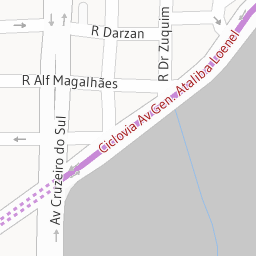 R Darzan
R Dr Zuquim
R Alf Magalhães
Ciclovia Av Gen. Ataliba Leonel
Av Cruzeiro do Sul